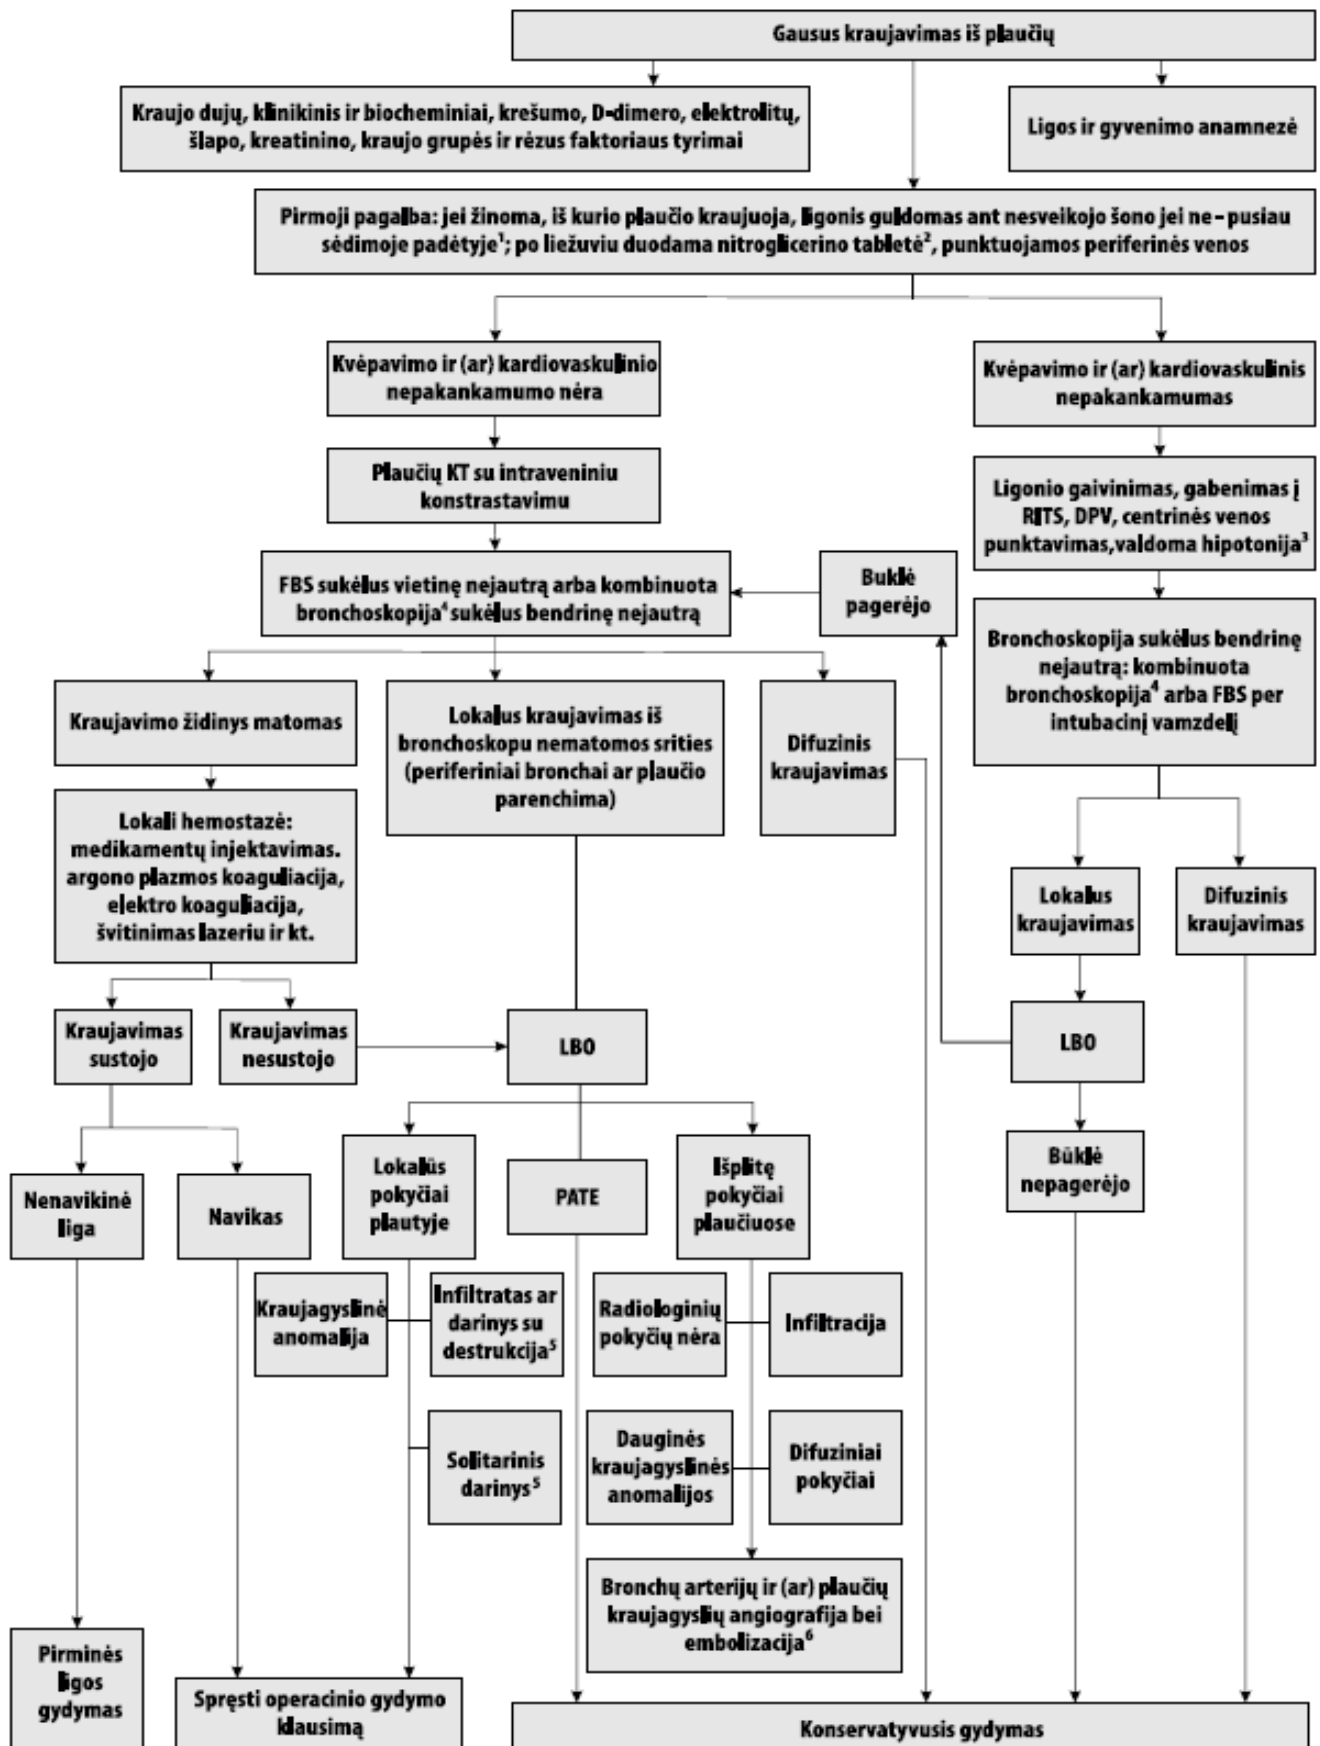 Gausus kraujavimas iš plaučių
Kraujo dujų, klinikinis ir biocheminiai, krešumo, D-dimero, elektrolitų,
šlapo, kreatinino, kraujo grupės ir rėzus faktoriaus tyrimai
Ligos ir gyvenimo anamnezė
Pirmoji pagalba: jei žinoma, iš kurio plaučio kraujuoja, ligonis guldomas ant nesveikojo šono jei ne – pusiau
sėdimoje padėtyje¹; po liežuviu duodama nitroglicerino tabletė², punktuojamos periferinės venos
Kvėpavimo ir (ar) kardiovaskulinio
nepakankamumo nėra
Kvėpavimo ir (ar) kardiovaskulinis
nepakankamumas
Plaučių KT su intraveniniu
konstrastavimu
Ligonio gaivinimas, gabenimas į
RITS, DPV, centrinės venos
punktavimas,valdoma hipotonija³
FBS sukėlus vietinę nejautrą arba kombinuota
bronchoskopija⁴ sukėlus bendrinę nejautrą
Buklė
pagerėjo
Bronchoskopija sukėlus bendrinę
nejautrą: kombinuota
bronchoskopija⁴ arba FBS per
intubacinį vamzdelį
Kraujavimo židinys matomas
Lokalus kraujavimas iš
bronchoskopu nematomos srities
(periferiniai bronchai ar plaučio
parenchima)
Difuzinis
kraujavimas
Lokali hemostazė:
medikamentų injektavimas.
argono plazmos koaguliacija,
elektro koaguliacija,
švitinimas lazeriu ir kt.
Lokalus
kraujavimas
Difuzinis
kraujavimas
Kraujavimas
sustojo
Kraujavimas
nesustojo
LBO
LBO
Lokalūs
pokyčiai
plautyje
PATE
Išplitę
pokyčiai
plaučiuose
Būklė
nepagerėjo
Nenavikinė
liga
Navikas
Kraujagyslinė
anomalija
Infiltratas ar
darinys su
destrukcija⁵
Radiologinių
pokyčių nėra
Infiltracija
Solitarinis
darinys⁵
Dauginės
kraujagyslinės
anomalijos
Difuziniai
pokyčiai
Bronchų arterijų ir (ar) plaučių
kraujagyslių angiografija bei
embolizacija⁶
Pirminės
ligos
gydymas
Spręsti operacinio gydymo
klausimą
Konservatyvusis gydymas